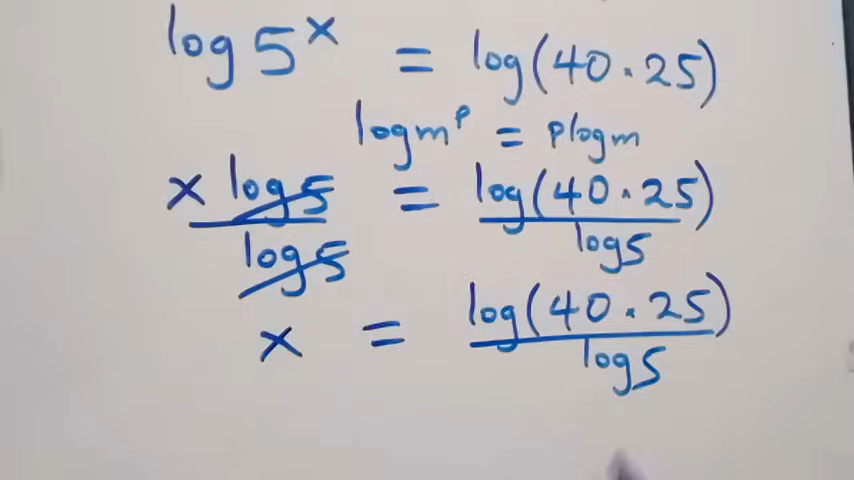 log 5^x = log(40.25)
log m^p = p log m
x log 5 / log 5 = log(40.25) / log 5
x = log(40.25) / log 5